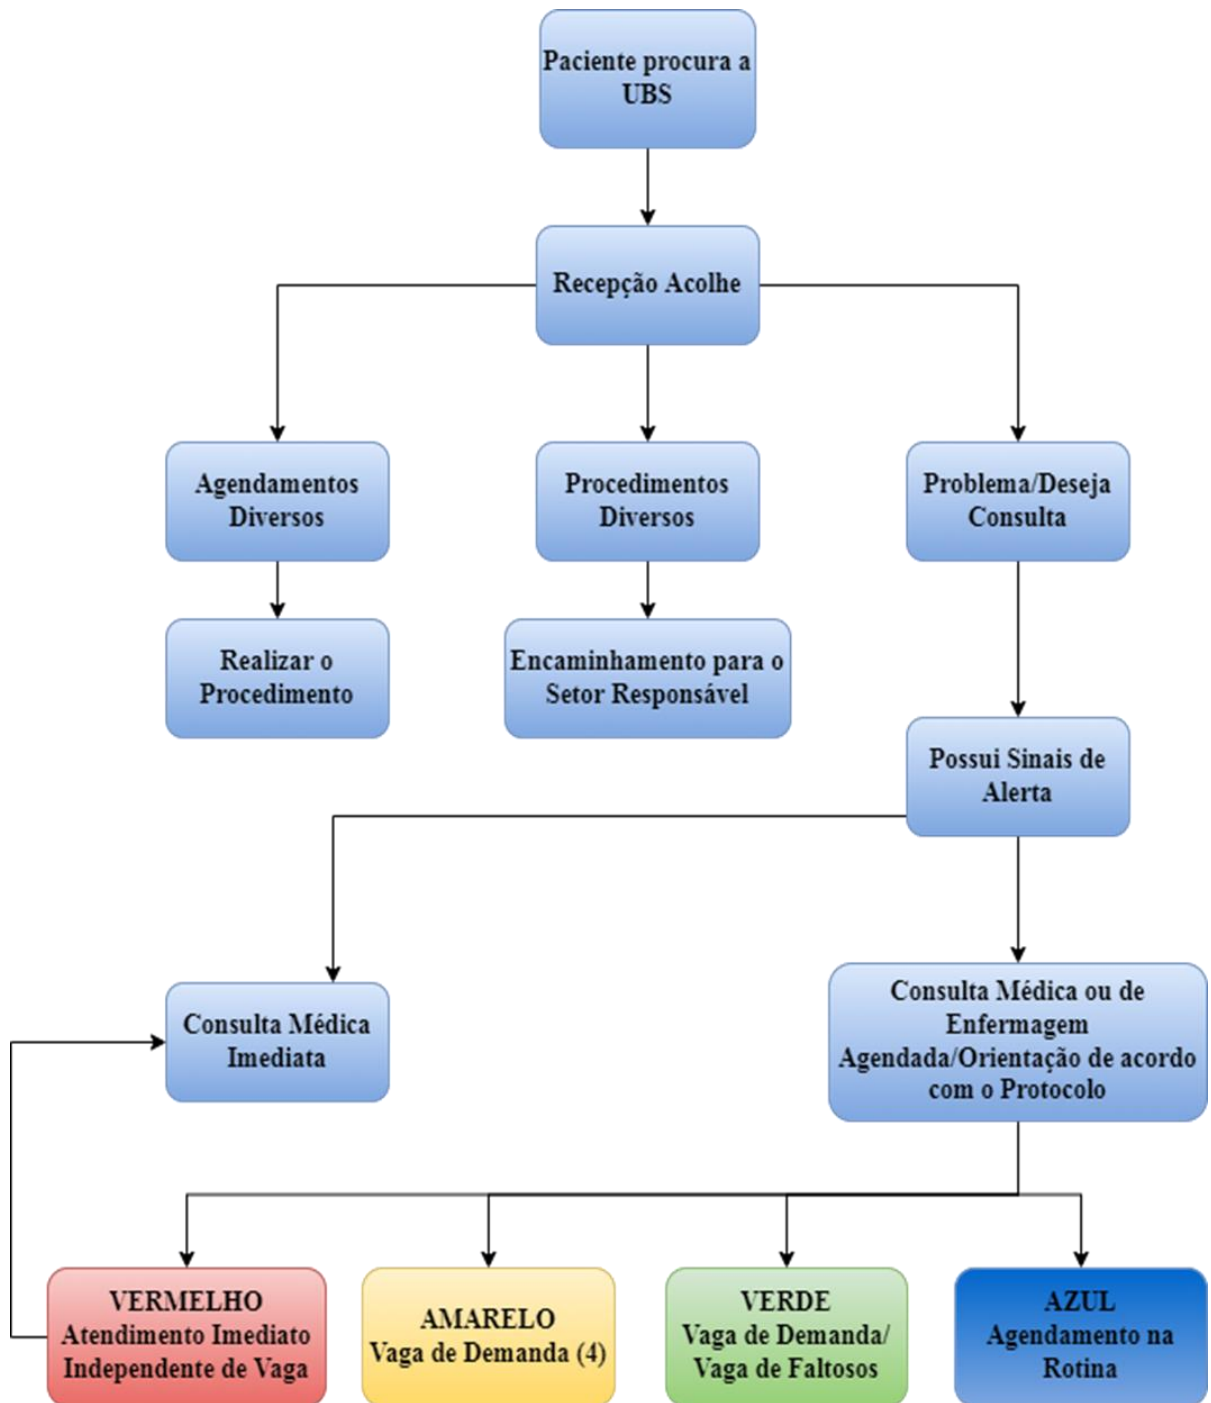 Paciente procura a
UBS
Recepção Acolhe
Agendamentos
Diversos
Procedimentos
Diversos
Problema/Deseja
Consulta
Realizar o
Procedimento
Encaminhamento para o
Setor Responsável
Possui Sinais de
Alerta
Consulta Médica
Imediata
Consulta Médica ou de
Enfermagem
Agendada/Orientação de acordo
com o Protocolo
VERMELHO
Atendimento Imediato
Independente de Vaga
AMARELO
Vaga de Demanda (4)
VERDE
Vaga de Demanda/
Vaga de Faltosos
AZUL
Agendamento na
Rotina